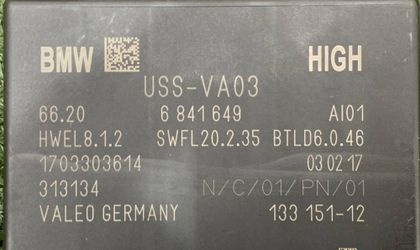 BMW HIGH
USS-VA03
66.20 6 841 649 AI01
HWEL8.1.2 SWFL20.2.35 BTLD6.0.46
1703303614 03 02 17
313134 N/C/01/PN/01
VALEO GERMANY 133 151-12